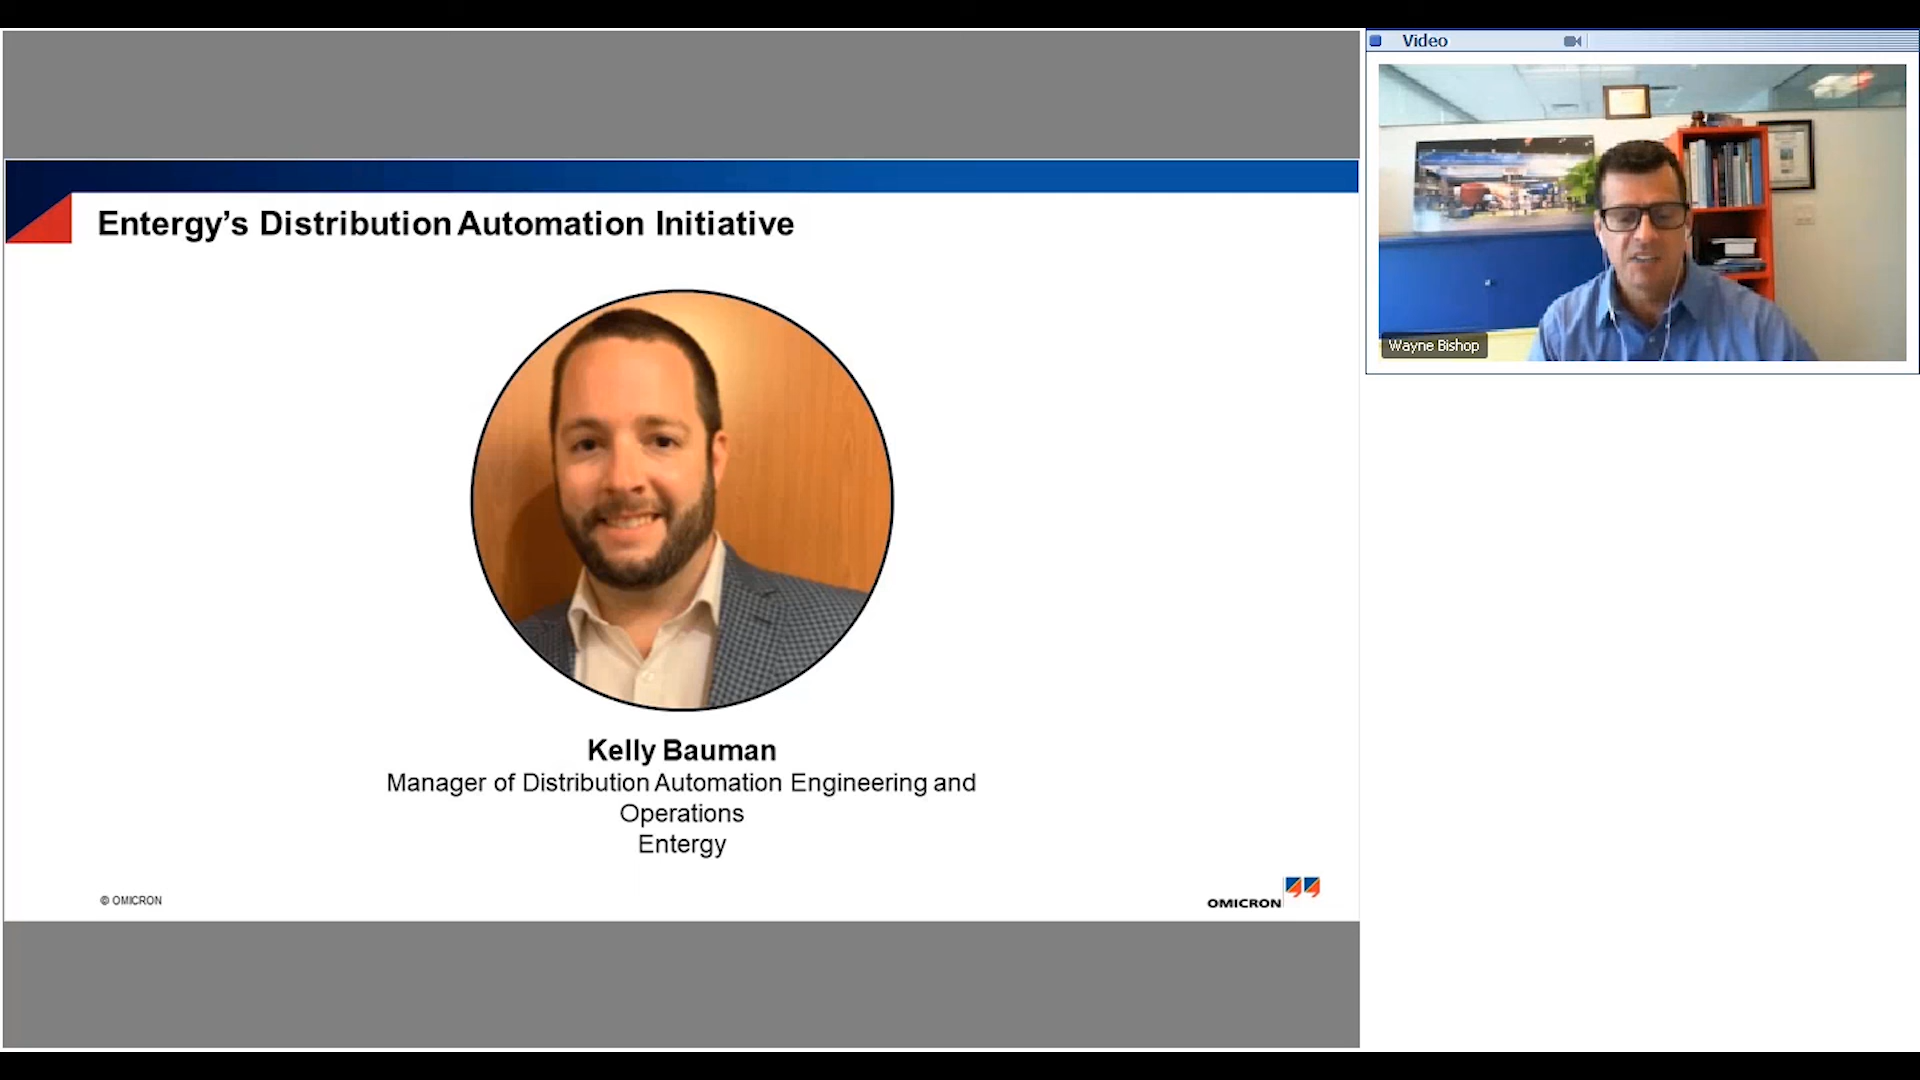 Entergy's Distribution Automation Initiative
Kelly Bauman
Manager of Distribution Automation Engineering and
Operations
Entergy
© OMICRON
OMICRON
Video
Wayne Bishop